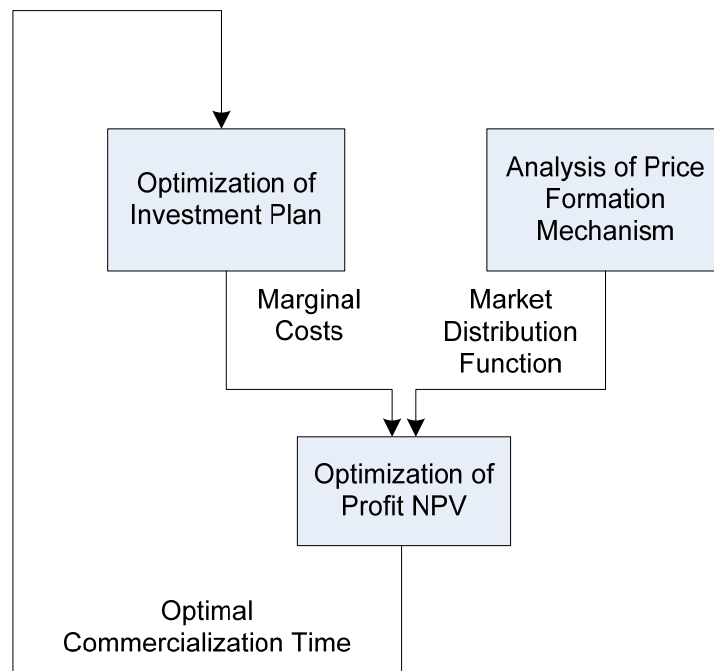 Optimization of
Investment Plan
Analysis of Price
Formation
Mechanism
Marginal
Costs
Market
Distribution
Function
Optimization of
Profit NPV
Optimal
Commercialization Time